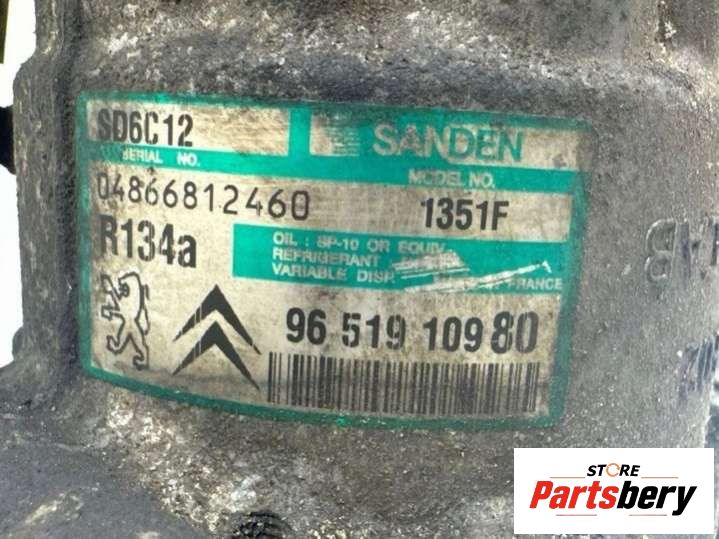 SD6C12
SANDEN
SERIAL NO.
MODEL NO.
04866812460
1351F
R134a
OIL : SP-10 OR EQUIV
REFRIGERANT
VARIABLE DISP.
FRANCE
96 519 109 80
STORE
Partsbery